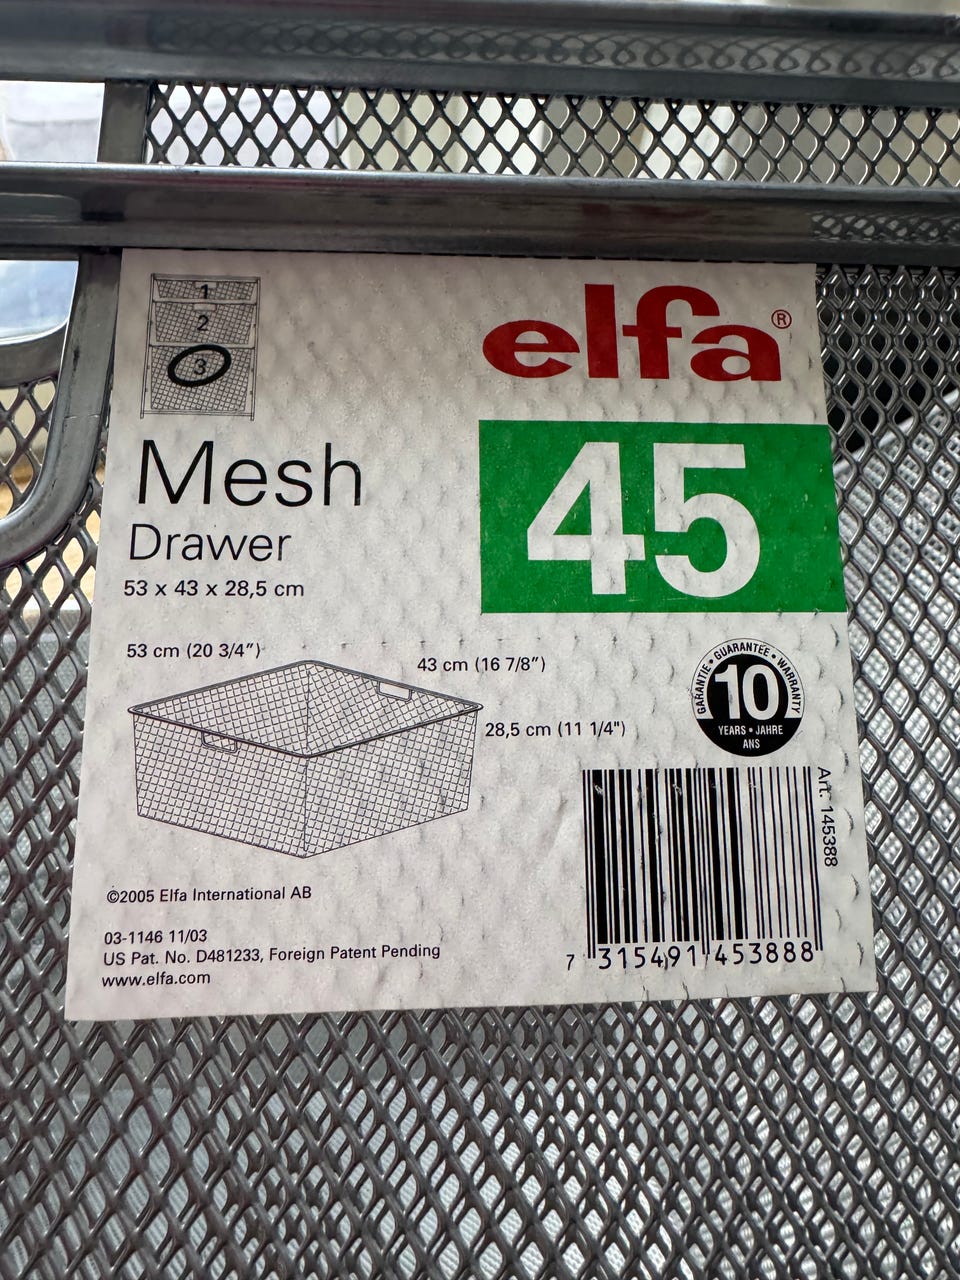 1
2
3
elfa®
45
Mesh
Drawer
53 x 43 x 28,5 cm
53 cm (20 3/4″)
43 cm (16 7/8″)
28,5 cm (11 1/4")
GARANTIE • GUARANTEE • WARRANTY
10
YEARS • JAHRE
ANS
Art. 145388
©2005 Elfa International AB
03-1146 11/03
US Pat. No. D481233, Foreign Patent Pending
www.elfa.com
7 315491 453888